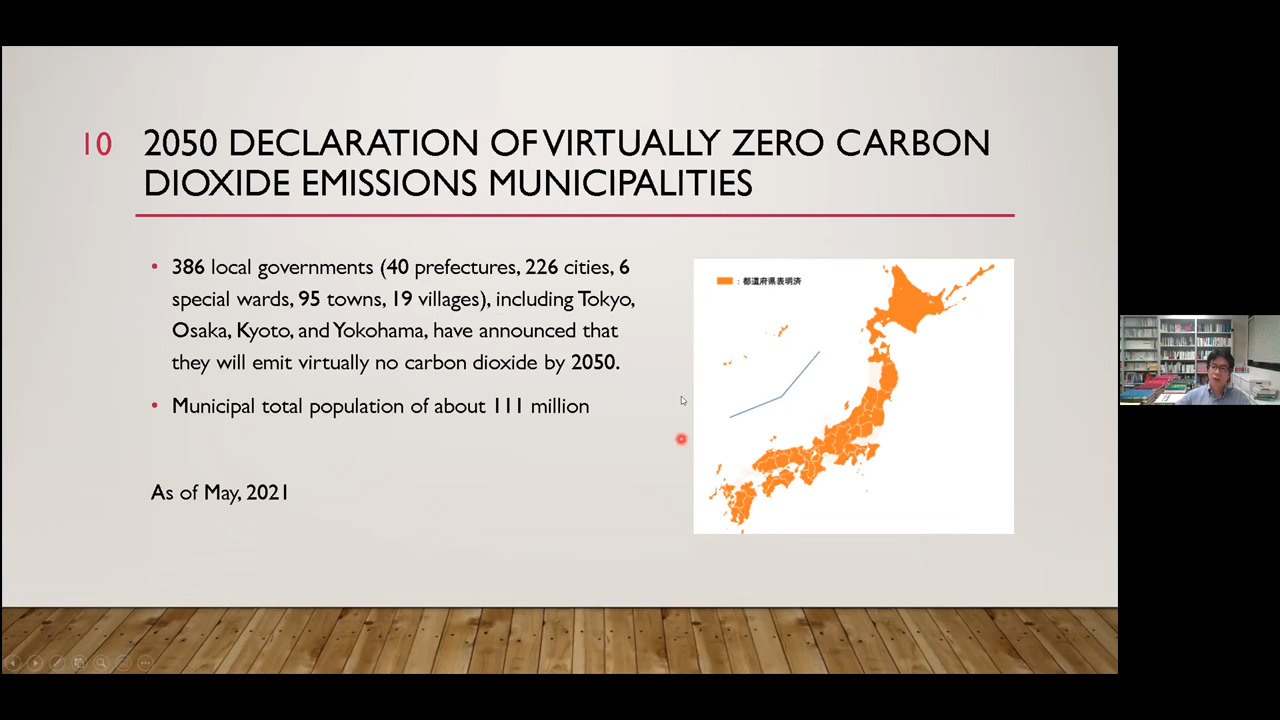 10
2050 DECLARATION OF VIRTUALLY ZERO CARBON
DIOXIDE EMISSIONS MUNICIPALITIES
• 386 local governments (40 prefectures, 226 cities, 6
special wards, 95 towns, 19 villages), including Tokyo,
Osaka, Kyoto, and Yokohama, have announced that
they will emit virtually no carbon dioxide by 2050.
• Municipal total population of about 111 million
As of May, 2021
：都道府県表明済